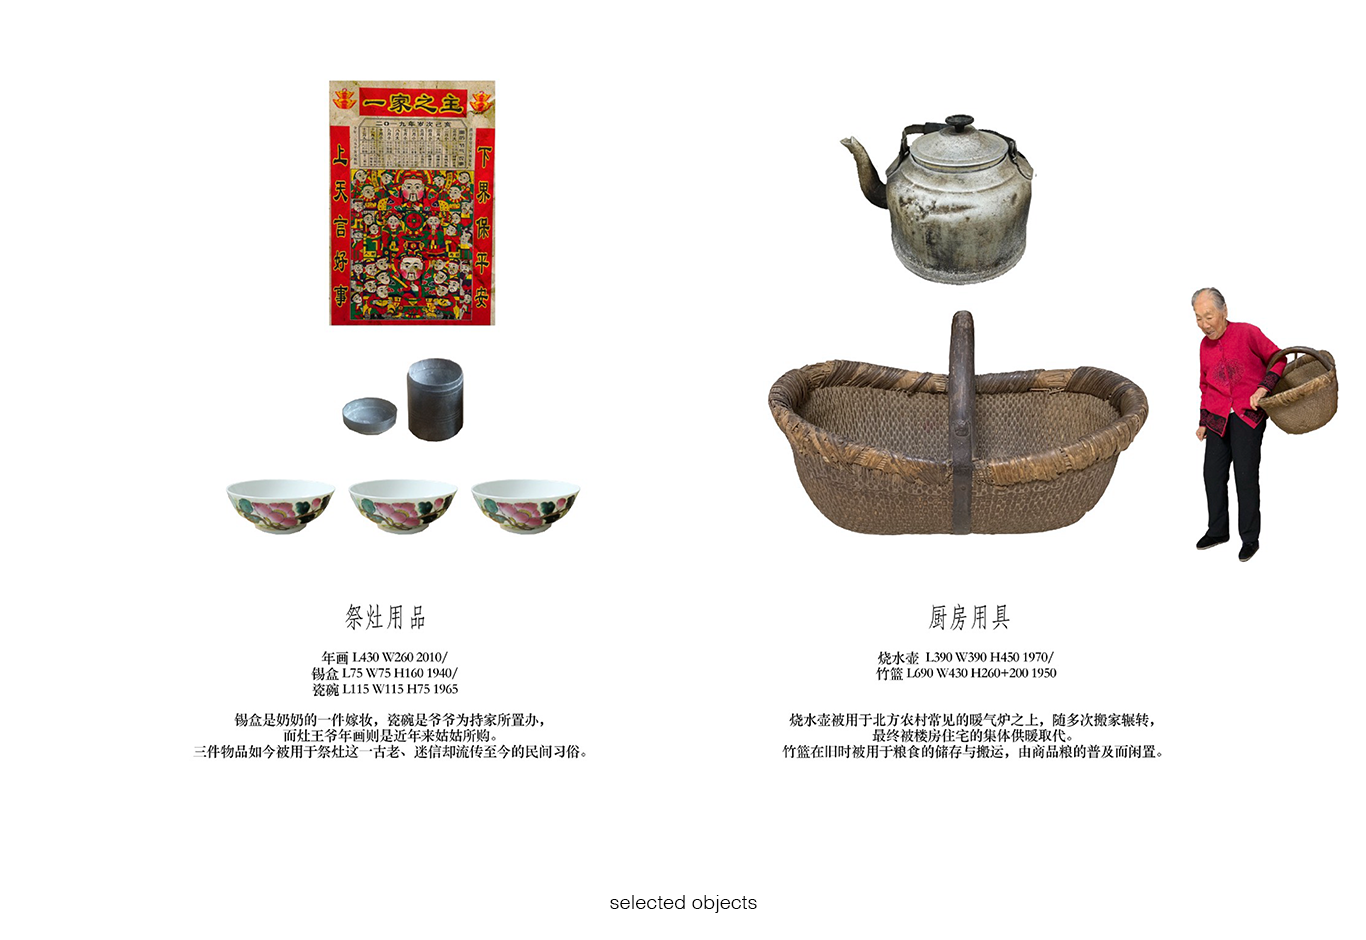 一家之主
二〇一九年岁次己亥
上天言好事
下界保平安
祭灶用品
年画 L430 W260 2010/
锡盒 L75 W75 H160 1940/
瓷碗 L115 W115 H75 1965
锡盒是奶奶的一件嫁妆，瓷碗是爷爷为持家所置办，
而灶王爷年画则是近年来姑姑所购。
三件物品如今被用于祭灶这一古老、迷信却流传至今的民间习俗。
厨房用具
烧水壶 L390 W390 H450 1970/
竹篮 L690 W430 H260+200 1950
烧水壶被用于北方农村常见的暖气炉之上，随多次搬家辗转，
最终被楼房住宅的集体供暖取代。
竹篮在旧时被用于粮食的储存与搬运，由商品粮的普及而闲置。
selected objects